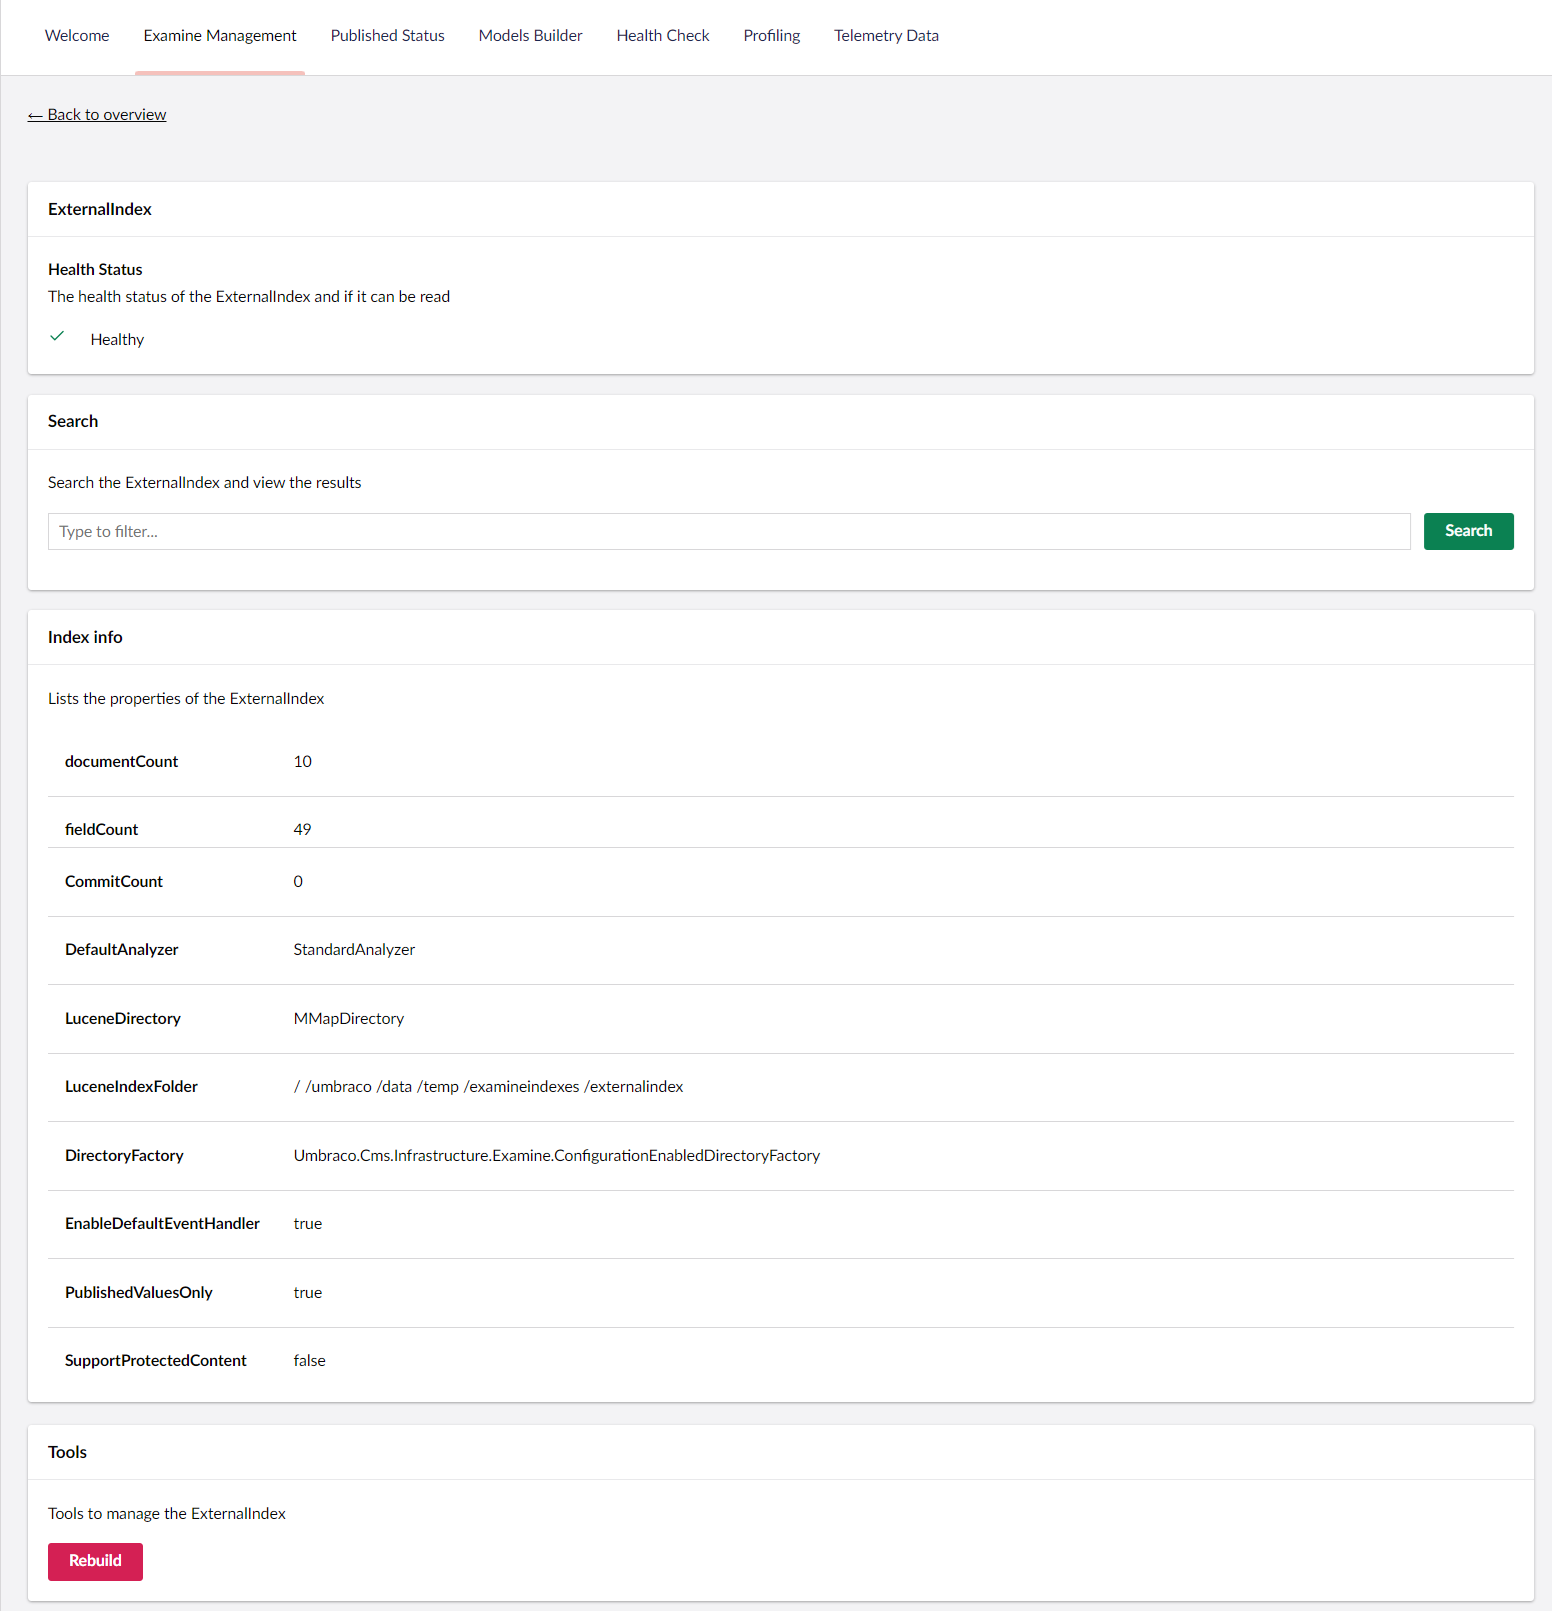 Welcome Examine Management Published Status Models Builder Health Check Profiling Telemetry Data
← Back to overview
ExternalIndex
Health Status
The health status of the ExternalIndex and if it can be read
Healthy
Search
Search the ExternalIndex and view the results
Type to filter... Search
Index info
Lists the properties of the ExternalIndex
documentCount 10
fieldCount 49
CommitCount 0
DefaultAnalyzer StandardAnalyzer
LuceneDirectory MMapDirectory
LuceneIndexFolder / /umbraco /data /temp /examineindexes /externalindex
DirectoryFactory Umbraco.Cms.Infrastructure.Examine.ConfigurationEnabledDirectoryFactory
EnableDefaultEventHandler true
PublishedValuesOnly true
SupportProtectedContent false
Tools
Tools to manage the ExternalIndex
Rebuild